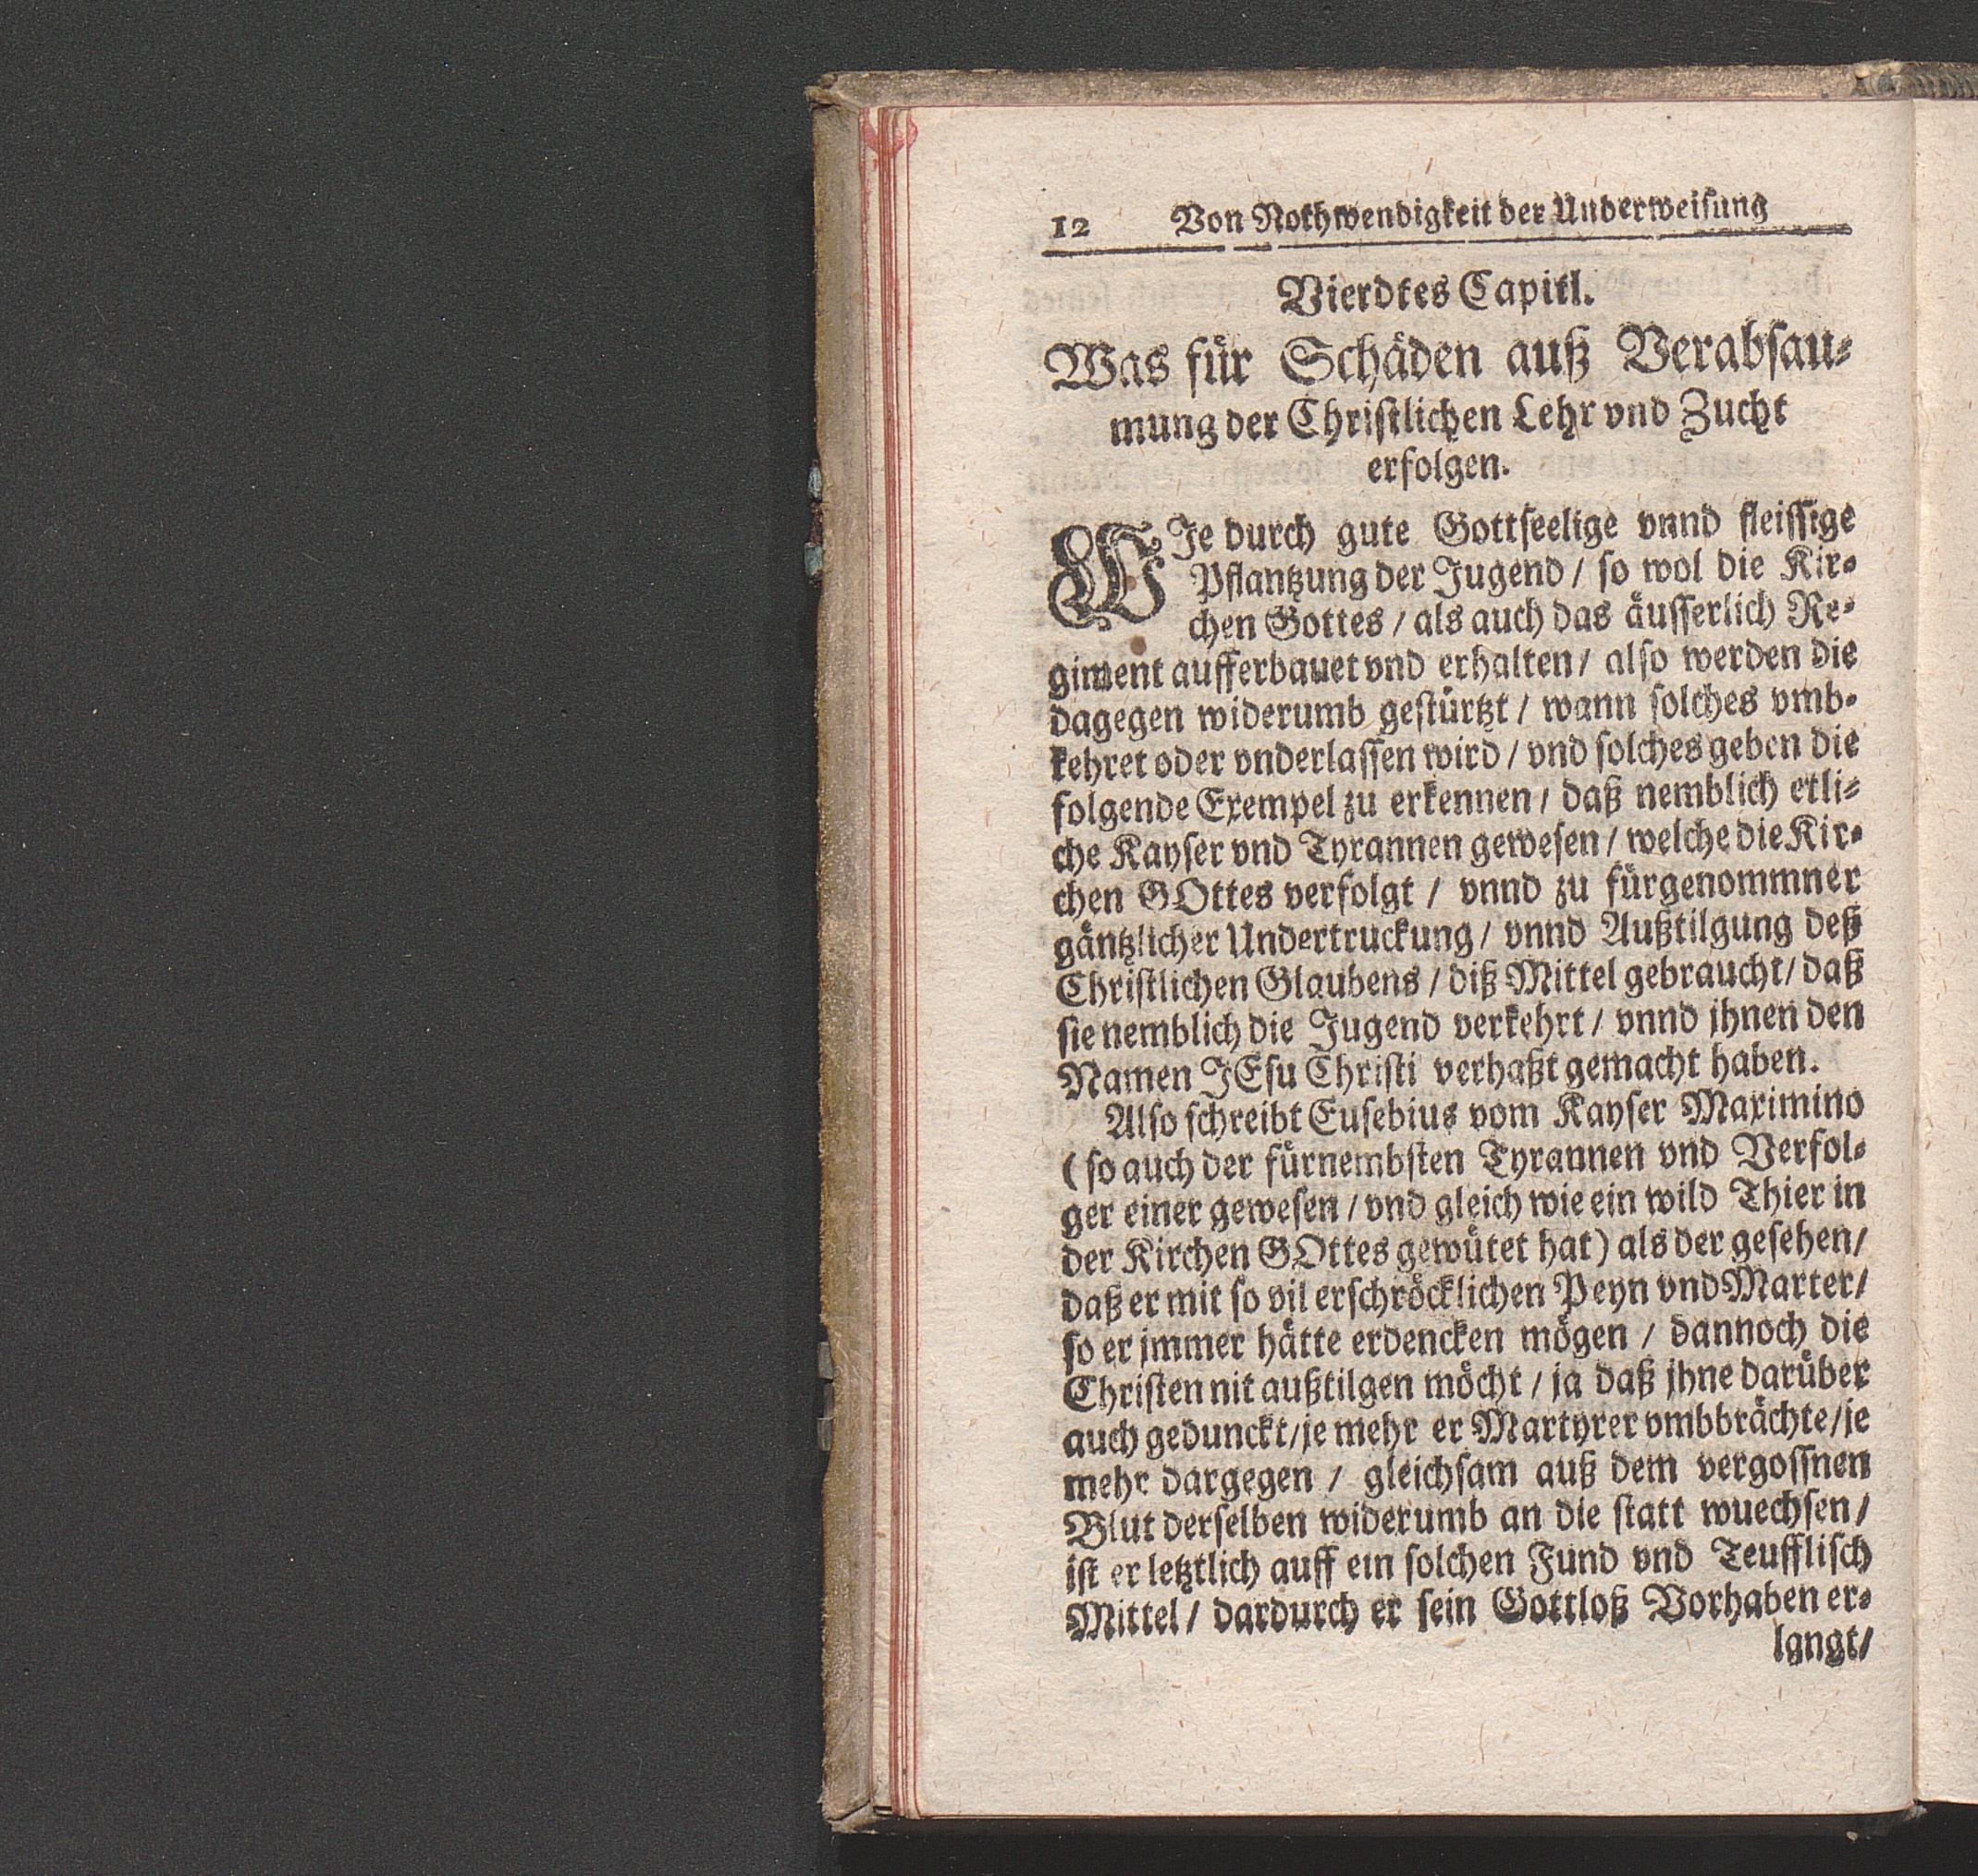 12 Von Nothwendigkeit der Underweisung
Vierdtes Capitl.
Was für Schäden auß Verabsau-
mung der Christlichen Lehr vnd Zucht
erfolgen.
WIe durch gute Gottseelige vnnd fleissige
Pflantzung der Jugend / so wol die Kir-
chen Gottes / als auch das äusserlich Re-
giment aufferbauet vnd erhalten / also werden die
dagegen widerumb gestürtzt / wann solches vmb-
kehret oder vnderlassen wird / vnd solches geben die
folgende Exempel zu erkennen / daß nemblich etli-
che Kayser vnd Tyrannen gewesen / welche die Kir-
chen GOttes verfolgt / vnnd zu fürgenommner
gäntzlicher Undertruckung / vnnd Außtilgung deß
Christlichen Glaubens / diß Mittel gebraucht / daß
sie nemblich die Jugend verkehrt / vnnd jhnen den
Namen JEsu Christi verhaßt gemacht haben.
Also schreibt Eusebius vom Kayser Maximino
( so auch der fürnembsten Tyrannen vnd Verfol-
ger einer gewesen / vnd gleich wie ein wild Thier in
der Kirchen GOttes gewütet hat) als der gesehen /
daß er mit so vil erschröcklichen Peyn vnd Marter /
so er jmmer hätte erdencken mögen / dannoch die
Christen nit außtilgen möcht / ja daß jhne darüber
auch gedunckt / je mehr er Martyrer vmbbrächte / je
mehr dargegen / gleichsam auß dem vergossnen
Blut derselben widerumb an die statt wuechsen /
ist er letztlich auff ein solchen Fund vnd Teufflisch
Mittel / dardurch er sein Gottloß Vorhaben er-
langt /